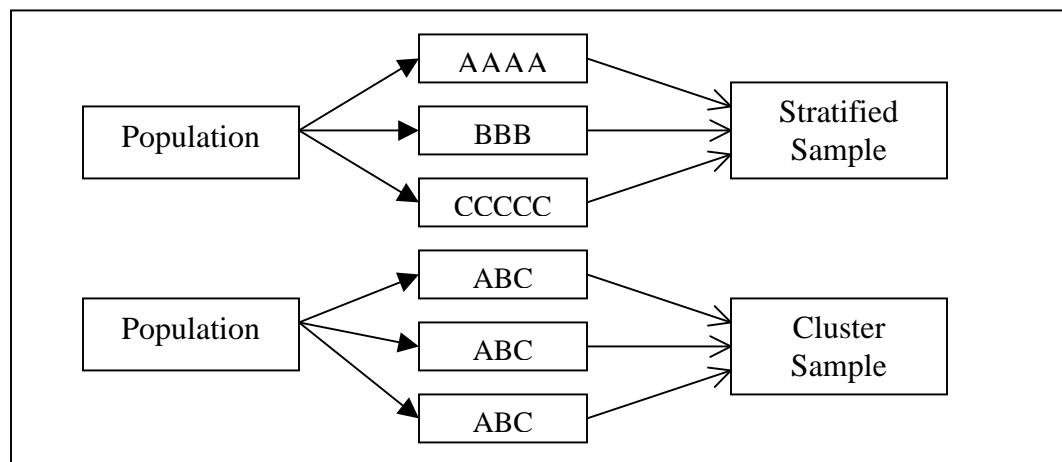 Population
AAAA
BBB
CCCCC
Stratified
Sample
Population
ABC
ABC
ABC
Cluster
Sample